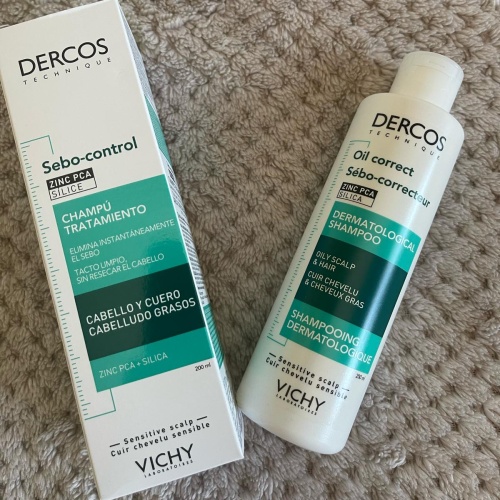 DERCOS
TECHNIQUE
Sebo-control
ZINC PCA
SILICE
CHAMPÚ
TRATAMIENTO
ELIMINA INSTANTÁNEAMENTE
EL SEBO
TACTO LIMPIO,
SIN RESECAR EL CABELLO
CABELLO Y CUERO
CABELLUDO GRASOS
ZINC PCA + SILICA
200 ml
Sensitive scalp
Cuir chevelu sensible
VICHY
LABORATOIRES
DERCOS
TECHNIQUE
Oil correct
Sébo-correcteur
ZINC PCA
SILICA
DERMATOLOGICAL
SHAMPOO
OILY SCALP
& HAIR
CUIR CHEVELU
& CHEVEUX GRAS
SHAMPOOING
DERMATOLOGIQUE
Sensitive scalp
Cuir chevelu sensible
VICHY
LABORATOIRES